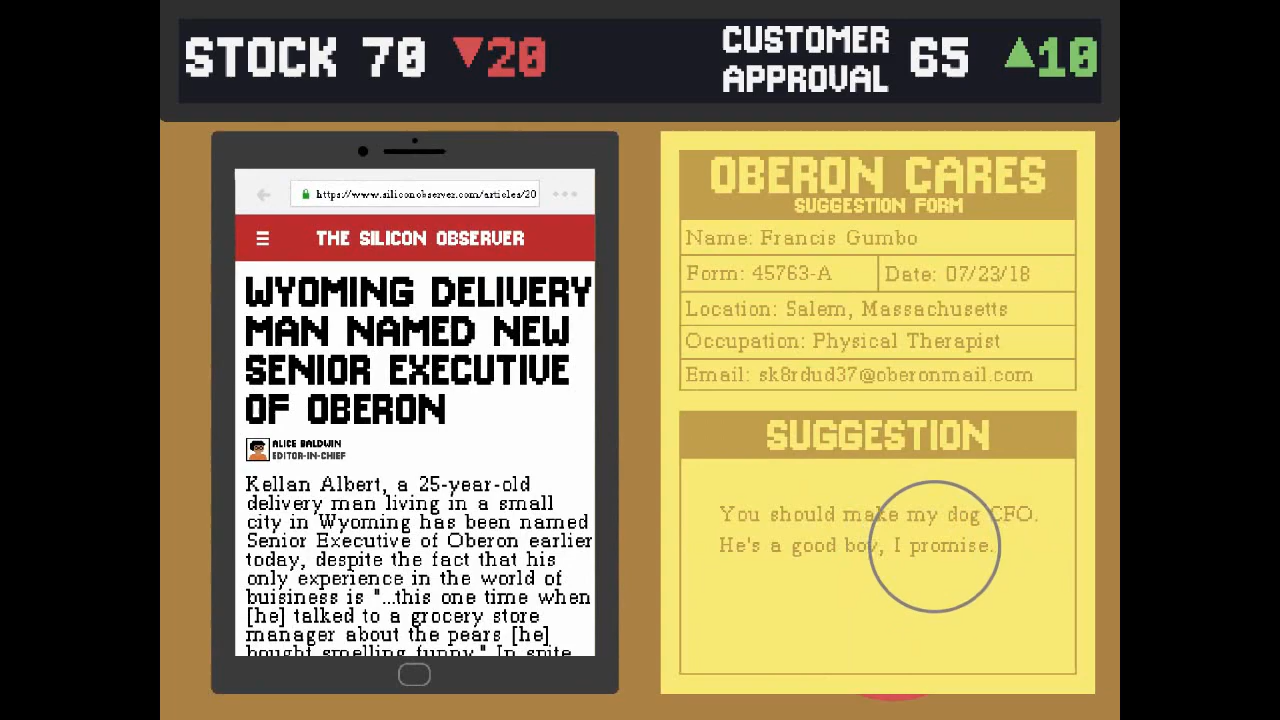 STOCK 70 ▼20
CUSTOMER APPROVAL 65 ▲10
https://www.siliconobserver.com/articles/20
THE SILICON OBSERVER
WYOMING DELIVERY
MAN NAMED NEW
SENIOR EXECUTIVE
OF OBERON
ALICE BALDWIN
EDITOR-IN-CHIEF
Kellan Albert, a 25-year-old
delivery man living in a small
city in Wyoming has been named
Senior Executive of Oberon earlier
today, despite the fact that his
only experience in the world of
buisiness is "...this one time when
[he] talked to a grocery store
manager about the pears [he]
bought smelling funny." In spite
OBERON CARES
SUGGESTION FORM
Name: Francis Gumbo
Form: 45763-A
Date: 07/23/18
Location: Salem, Massachusetts
Occupation: Physical Therapist
Email: sk8rdud37@oberonmail.com
SUGGESTION
You should make my dog CFO.
He's a good boy, I promise.